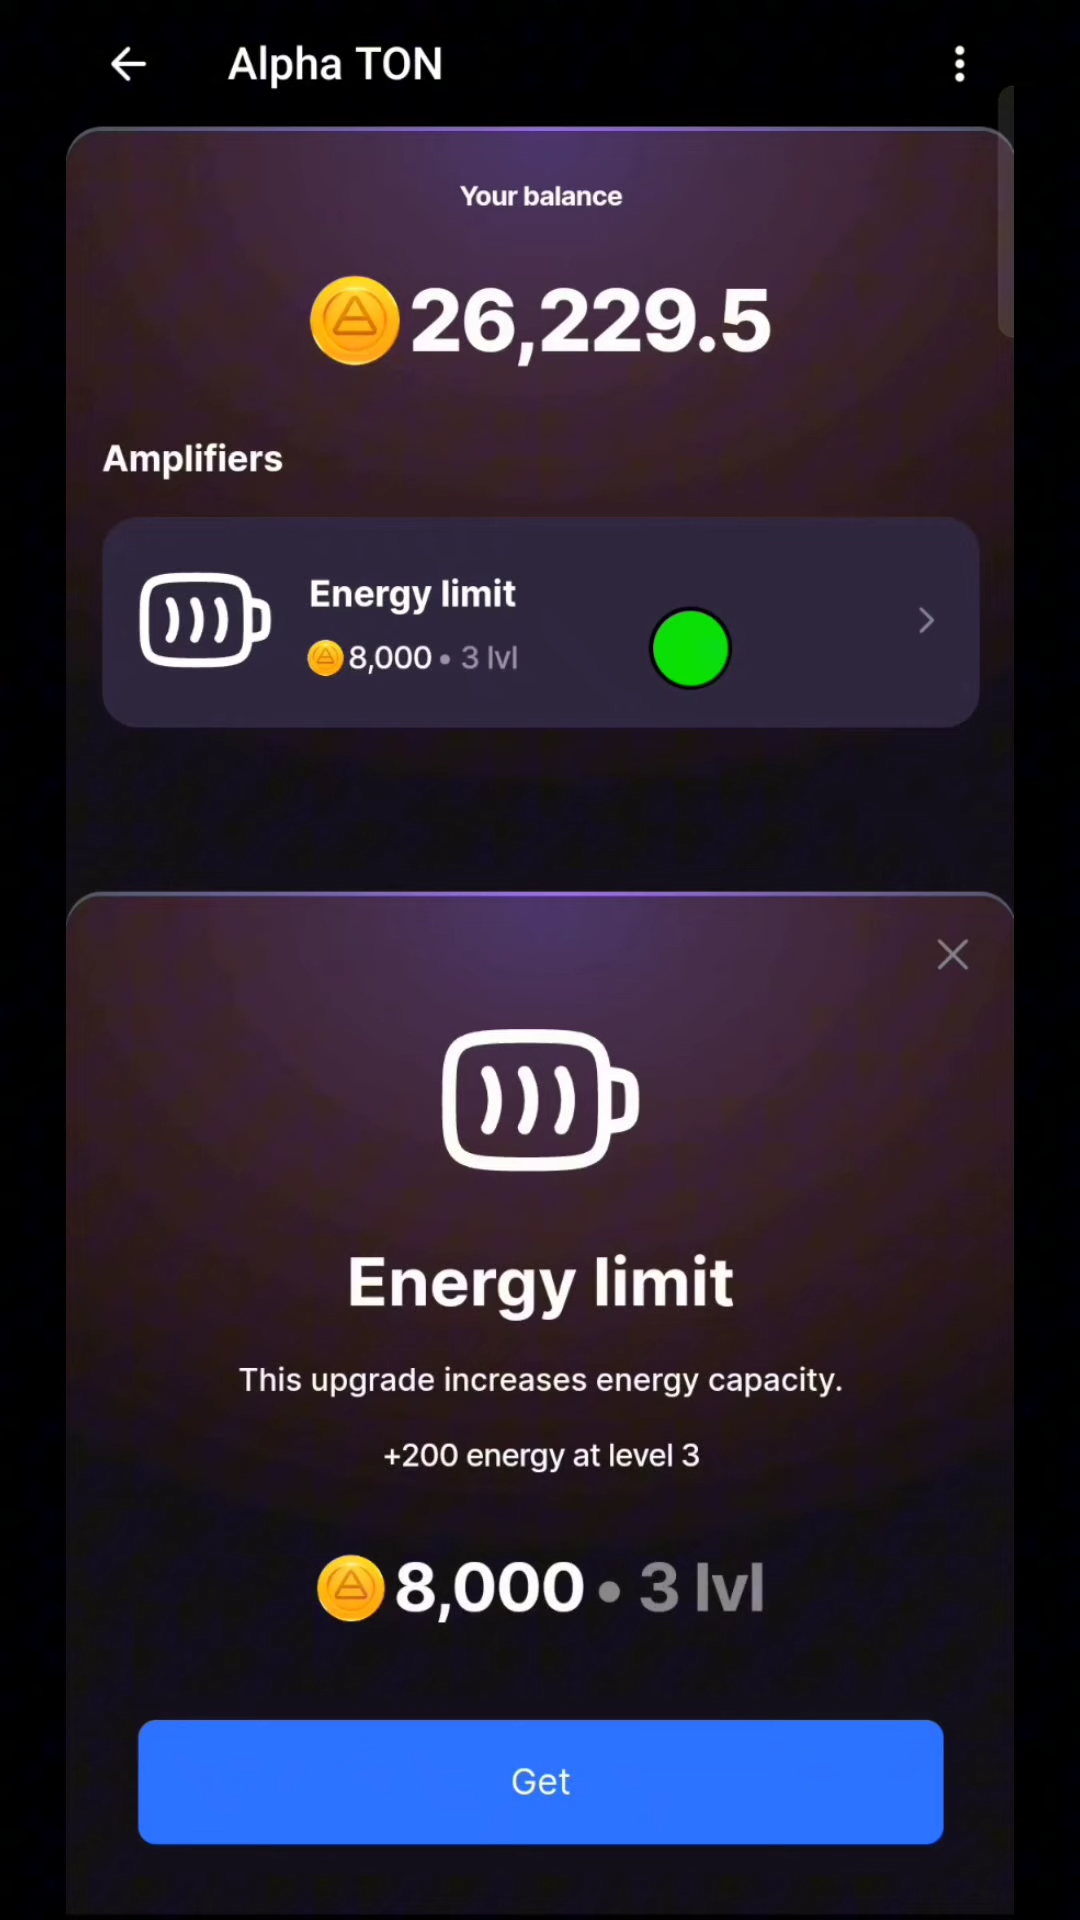 Alpha TON
Your balance
26,229.5
Amplifiers
Energy limit
8,000 • 3 lvl
Energy limit
This upgrade increases energy capacity.
+200 energy at level 3
8,000 • 3 lvl
Get